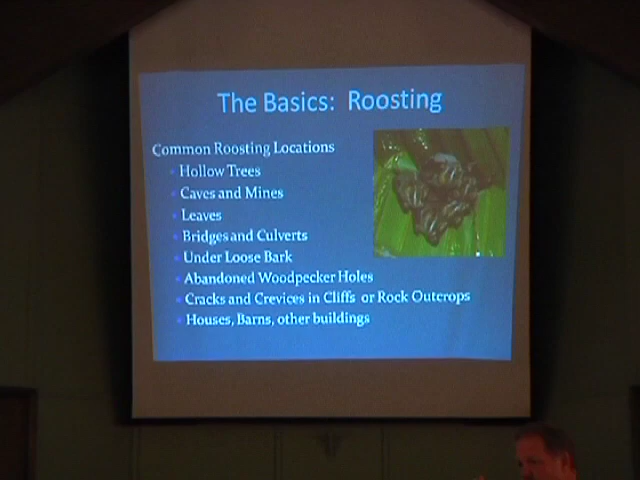 The Basics: Roosting
Common Roosting Locations
Hollow Trees
Caves and Mines
Leaves
Bridges and Culverts
Under Loose Bark
Abandoned Woodpecker Holes
Cracks and Crevices in Cliffs or Rock Outcrops
Houses, Barns, other buildings